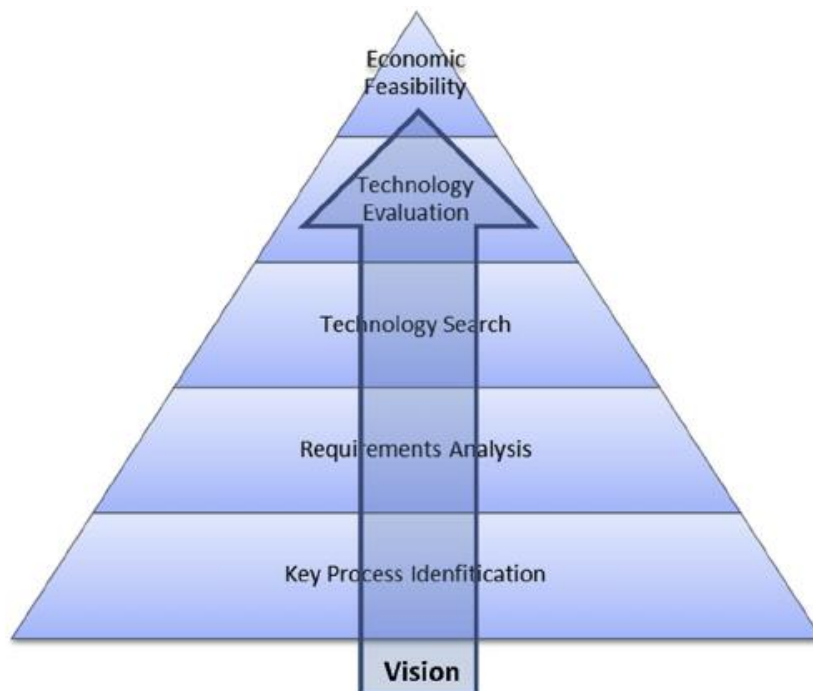 Economic
Feasibility
Technology
Evaluation
Technology Search
Requirements Analysis
Key Process Idenfitication
Vision